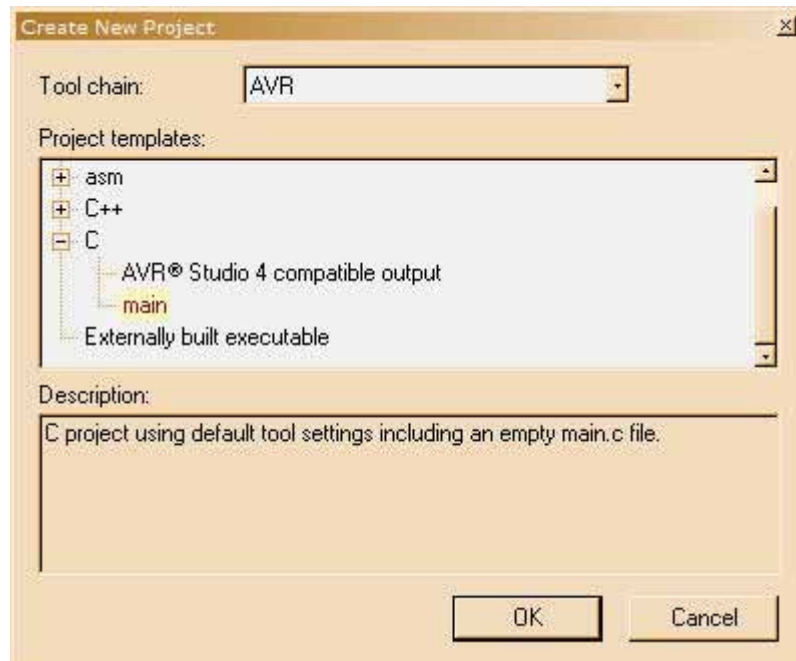 Create New Project
Tool chain: AVR
Project templates:
asm
C++
C
AVR® Studio 4 compatible output
main
Externally built executable
Description:
C project using default tool settings including an empty main.c file.
OK Cancel